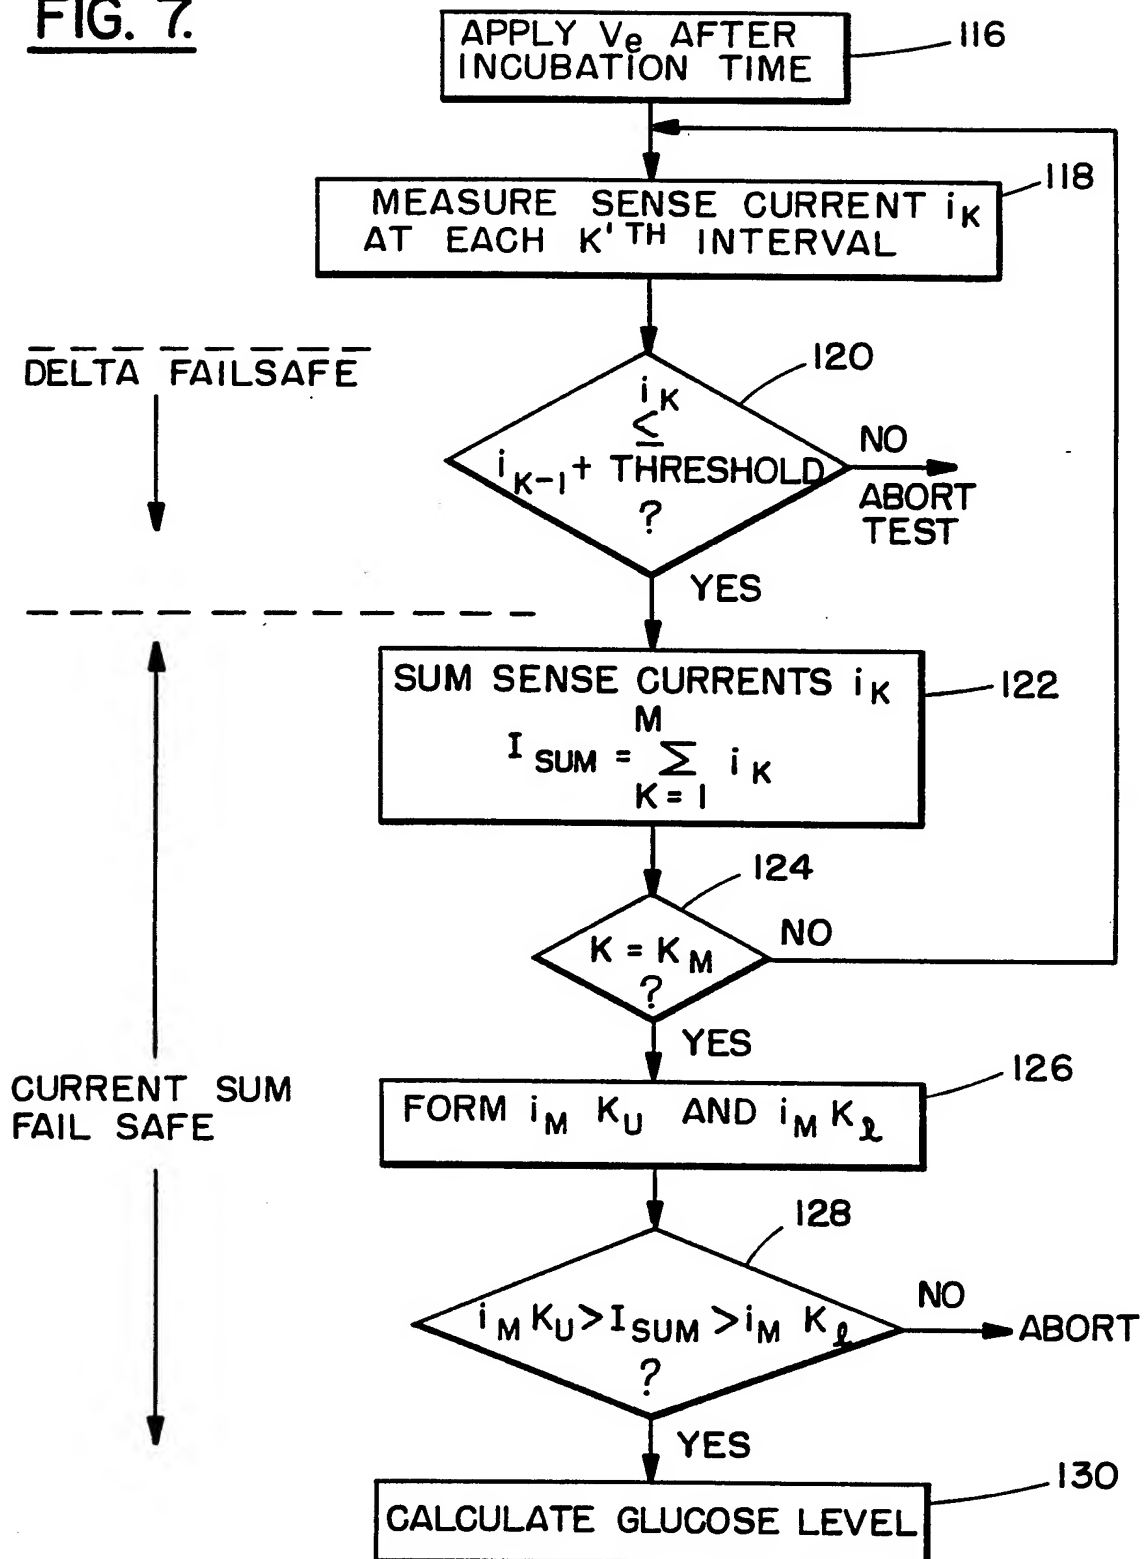 FIG. 7.
APPLY Ve AFTER
INCUBATION TIME
116
MEASURE SENSE CURRENT iK
AT EACH K'TH INTERVAL
118
DELTA FAILSAFE
120
iK
≤
iK-1 + THRESHOLD
?
NO
ABORT
TEST
YES
SUM SENSE CURRENTS iK
122
M
I SUM = Σ iK
K = 1
124
K = KM
?
NO
YES
CURRENT SUM
FAIL SAFE
126
FORM iM KU AND iM Kℓ
128
iM KU > I SUM > iM Kℓ
?
NO
ABORT
YES
130
CALCULATE GLUCOSE LEVEL